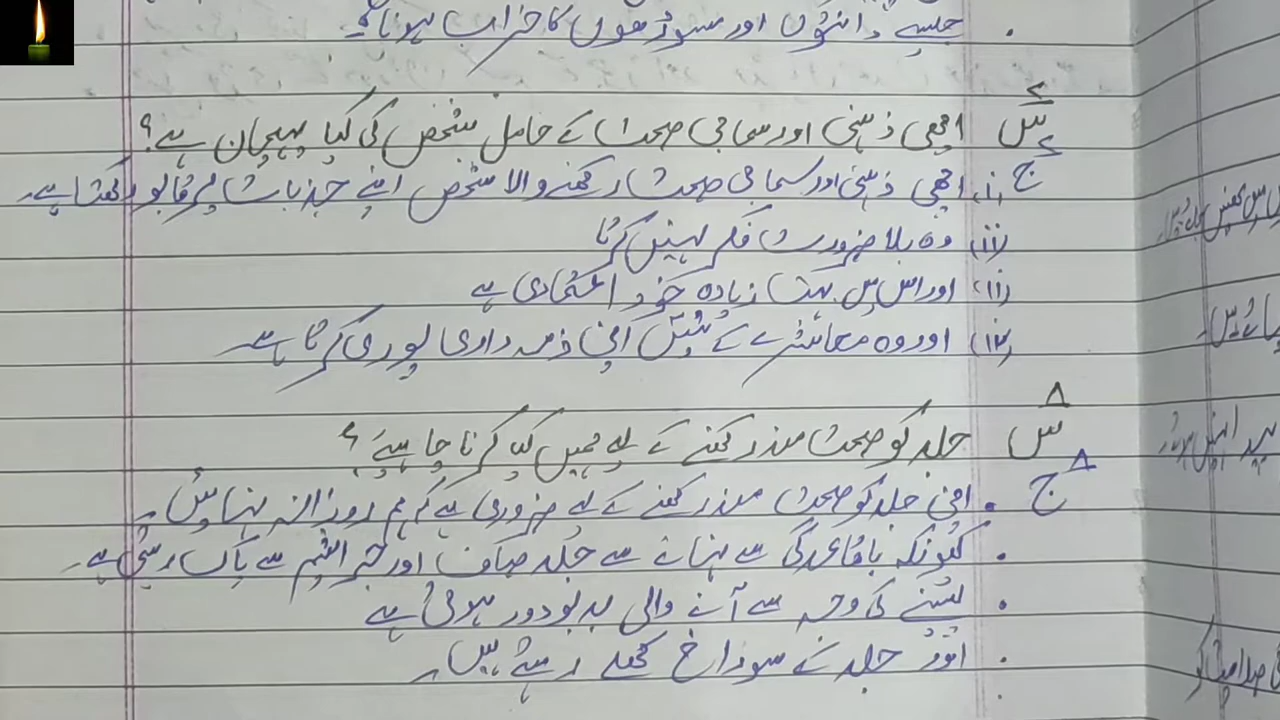 جیسے دانتوں اور مسوڑھوں کا خراب ہونا۔
س۷ اچھی ذہنی اور سماجی صحت کے حامل شخص کی کیا پہچان ہے؟
ج۷ (i) اچھی ذہنی اور سماجی صحت رکھنے والا شخص اپنے جذبات پر قابو رکھتا ہے۔
(ii) وہ بلا ضرورت فکر نہیں کرتا
(iii) اور اس میں بہت زیادہ خود اعتمادی ہے
(iv) اور وہ معاشرے کے تئیں اپنی ذمہ داری پوری کرتا ہے۔
س۸ جلد کو صحت مند رکھنے کے لیے ہمیں کیا کرنا چاہیے؟
ج۸ • اپنی جلد کو صحت مند رکھنے کے لیے ضروری ہے کہ ہم روزانہ نہائیں۔
• کیونکہ باقاعدگی سے نہانے سے جلد صاف اور جراثیم سے پاک رہتی ہے۔
• پسینے کی وجہ سے آنے والی بدبو دور ہوتی ہے
• اور جلد کے سوراخ کھلے رہتے ہیں۔